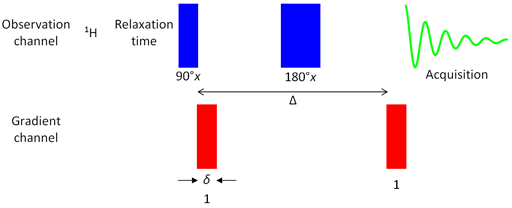 Observation
channel
¹H
Relaxation
time
90°x
180°x
Acquisition
Δ
Gradient
channel
δ
1
1